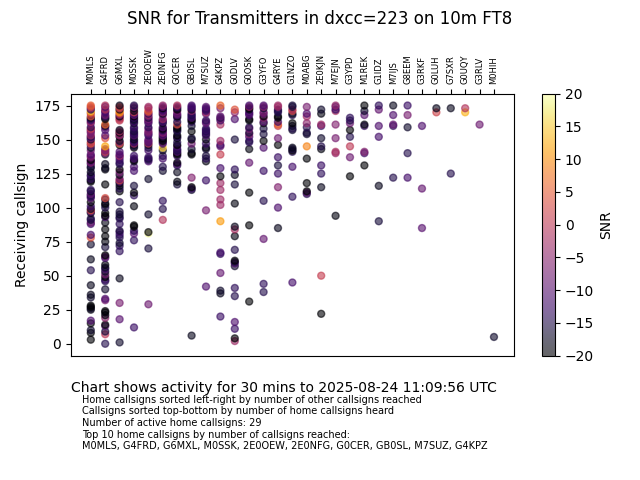 SNR for Transmitters in dxcc=223 on 10m FT8
M0MLS G4FRD G6MXL M0SSK 2E0OEW 2E0NFG G0CER GB0SL M7SUZ G4KPZ G0DLV G0OSK G3YFO G4RYE G1NZO M0ABG 2E0KJN M7EJN G3YPD M1REK G1IDZ M7JJS G8EEM G3RKF G0LUH G7SXR G0UQY G3RLV M0HIH
Receiving callsign
175
150
125
100
75
50
25
0
20
15
10
5
0
−5
−10
−15
−20
SNR
Chart shows activity for 30 mins to 2025-08-24 11:09:56 UTC
Home callsigns sorted left-right by number of other callsigns reached
Callsigns sorted top-bottom by number of home callsigns heard
Number of active home callsigns: 29
Top 10 home callsigns by number of callsigns reached:
M0MLS, G4FRD, G6MXL, M0SSK, 2E0OEW, 2E0NFG, G0CER, GB0SL, M7SUZ, G4KPZ